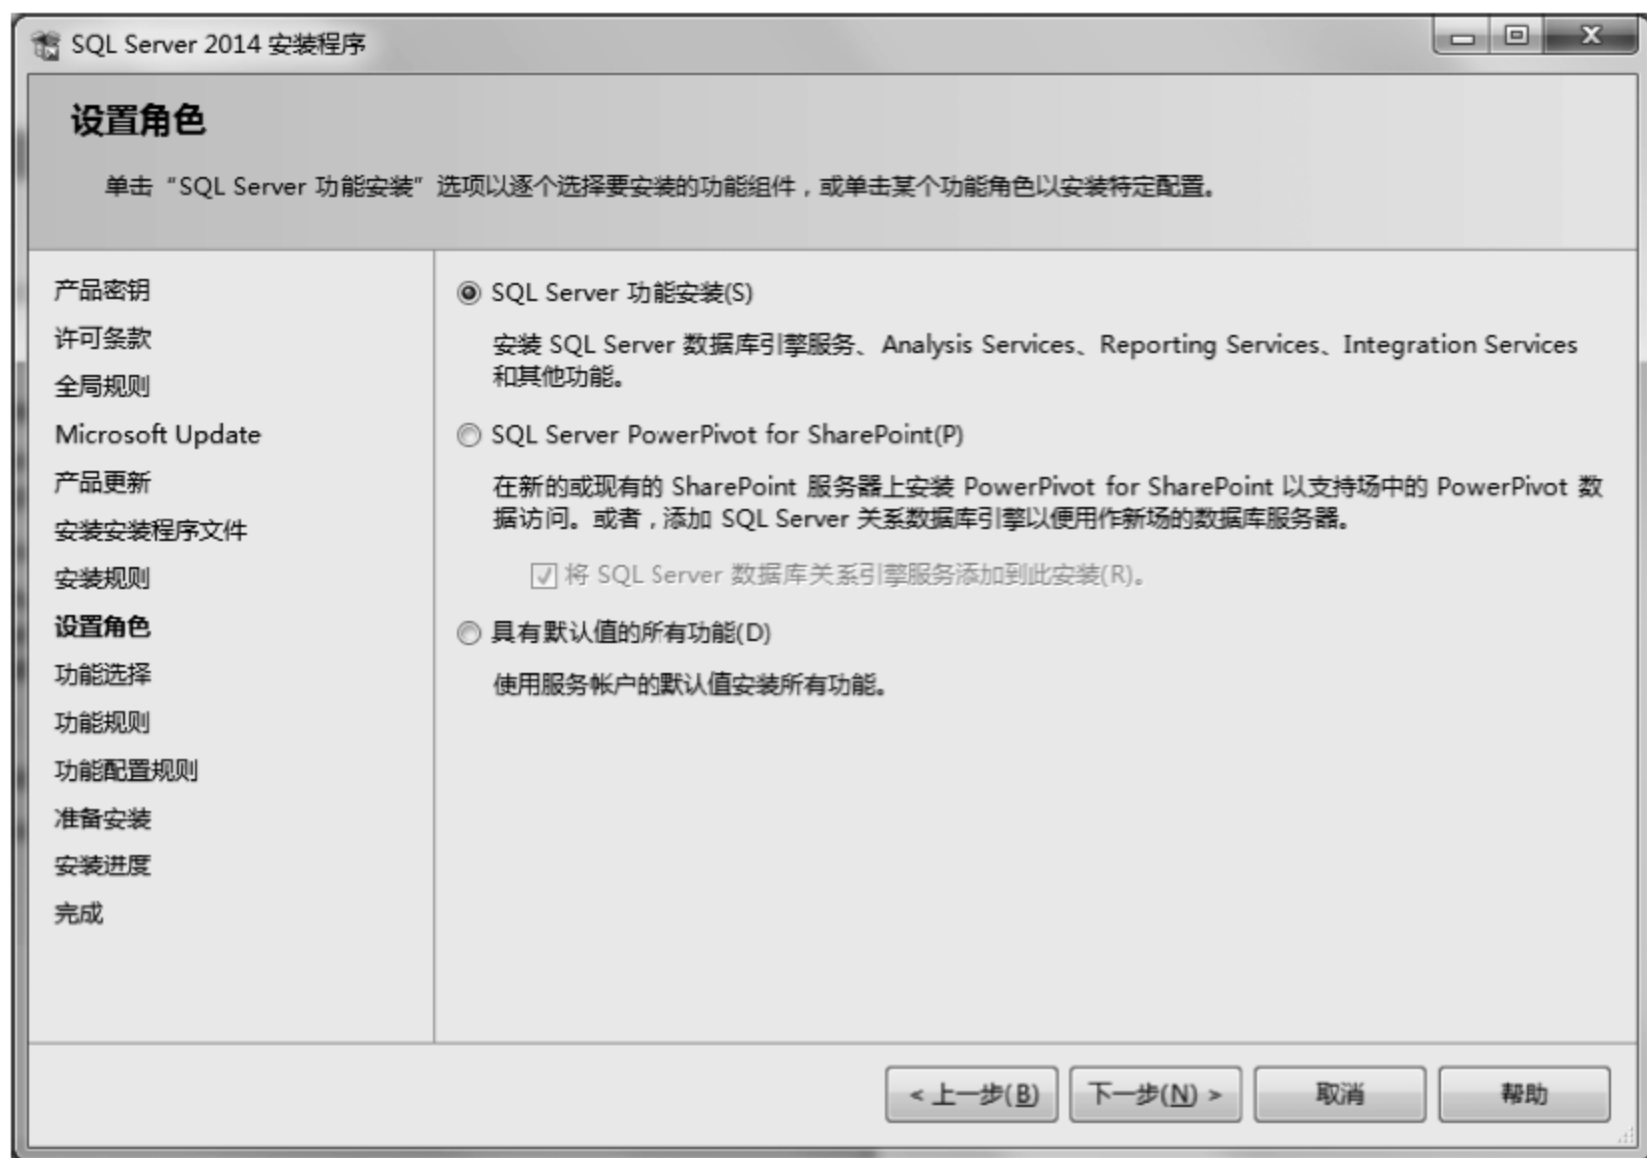 SQL Server 2014 安装程序
设置角色
单击“SQL Server 功能安装”选项以逐个选择要安装的功能组件，或单击某个功能角色以安装特定配置。
产品密钥
许可条款
全局规则
Microsoft Update
产品更新
安装安装程序文件
安装规则
设置角色
功能选择
功能规则
功能配置规则
准备安装
安装进度
完成
SQL Server 功能安装(S)
安装 SQL Server 数据库引擎服务、Analysis Services、Reporting Services、Integration Services
和其他功能。
SQL Server PowerPivot for SharePoint(P)
在新的或现有的 SharePoint 服务器上安装 PowerPivot for SharePoint 以支持场中的 PowerPivot 数
据访问。或者，添加 SQL Server 关系数据库引擎以便用作新场的数据库服务器。
将 SQL Server 数据库关系引擎服务添加到此安装(R)。
具有默认值的所有功能(D)
使用服务帐户的默认值安装所有功能。
< 上一步(B)
下一步(N) >
取消
帮助